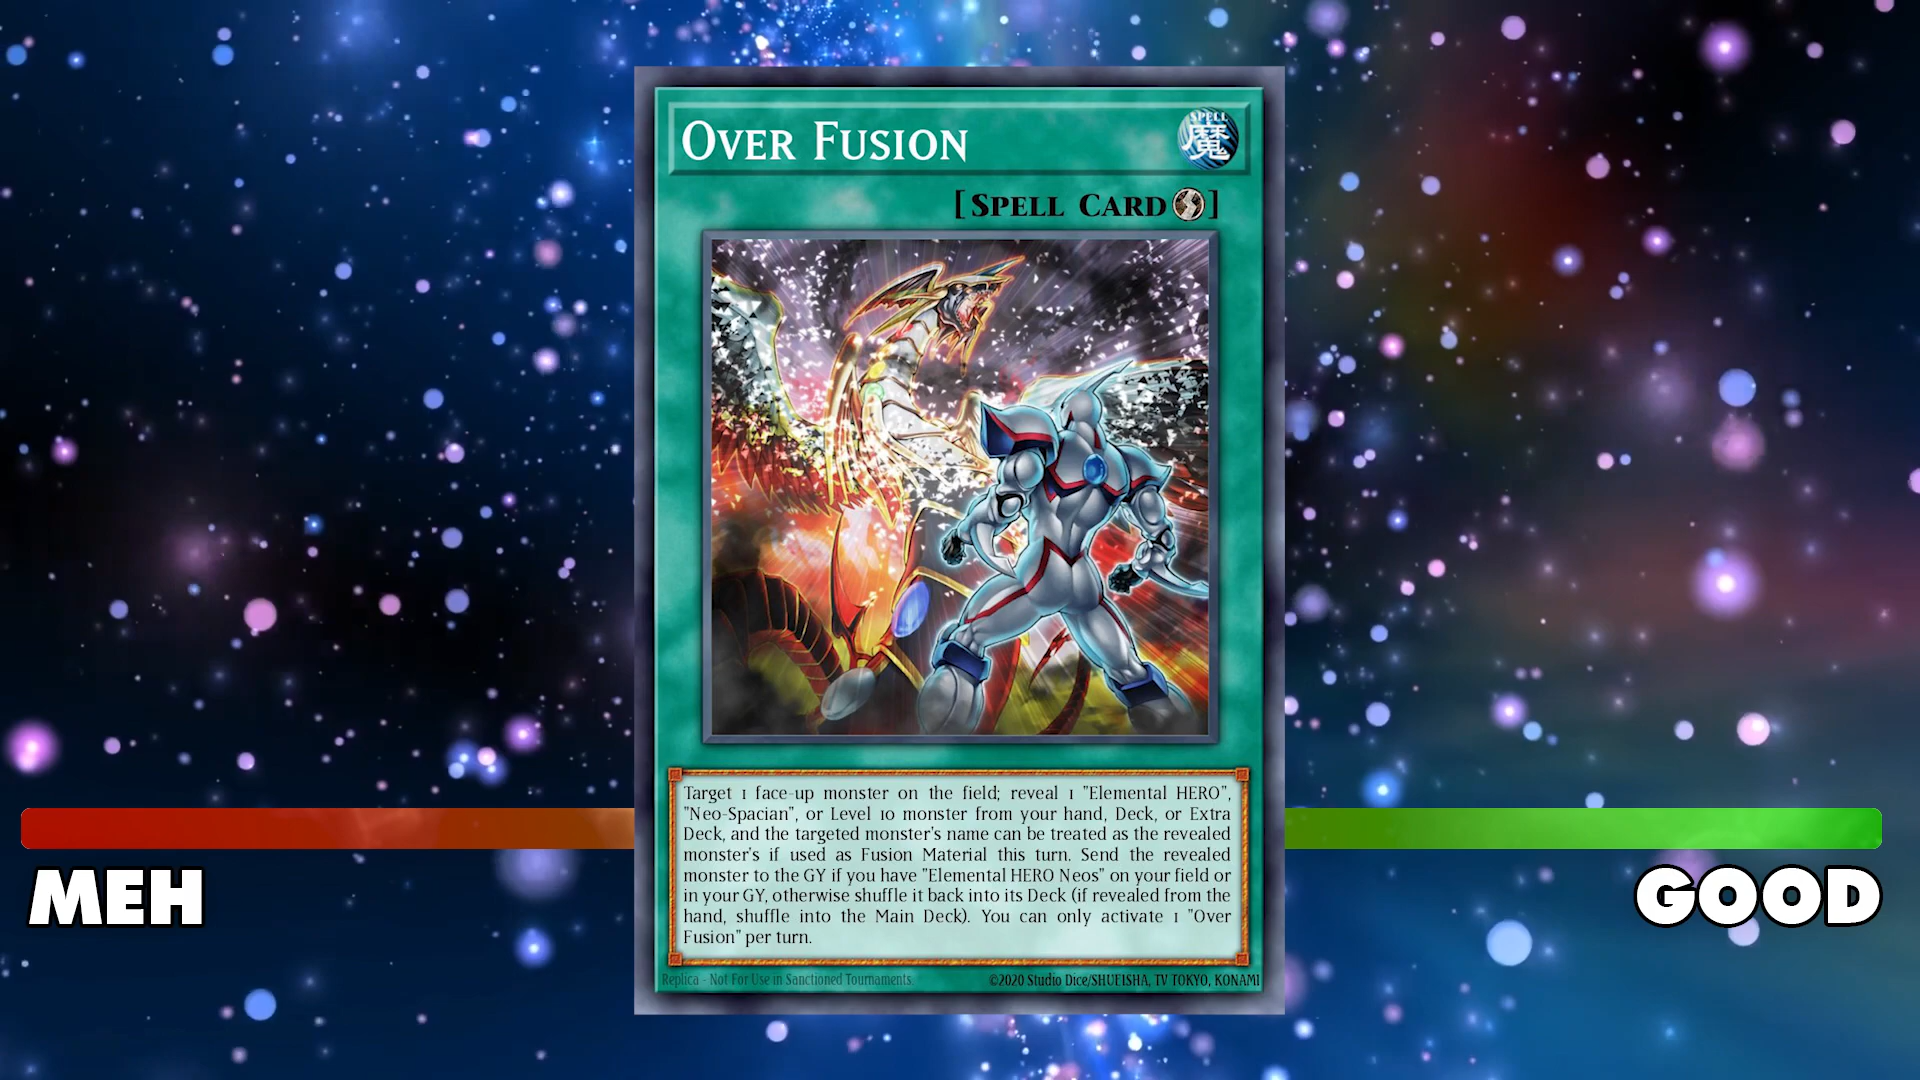 OVER FUSION
SPELL
魔
[SPELL CARD]
Target 1 face-up monster on the field; reveal 1 "Elemental HERO",
"Neo-Spacian", or Level 10 monster from your hand, Deck, or Extra
Deck, and the targeted monster's name can be treated as the revealed
monster's if used as Fusion Material this turn. Send the revealed
monster to the GY if you have "Elemental HERO Neos" on your field or
in your GY, otherwise shuffle it back into its Deck (if revealed from the
hand, shuffle into the Main Deck). You can only activate 1 "Over
Fusion" per turn.
Replica - Not For Use in Sanctioned Tournaments.
©2020 Studio Dice/SHUEISHA, TV TOKYO, KONAMI
MEH
GOOD